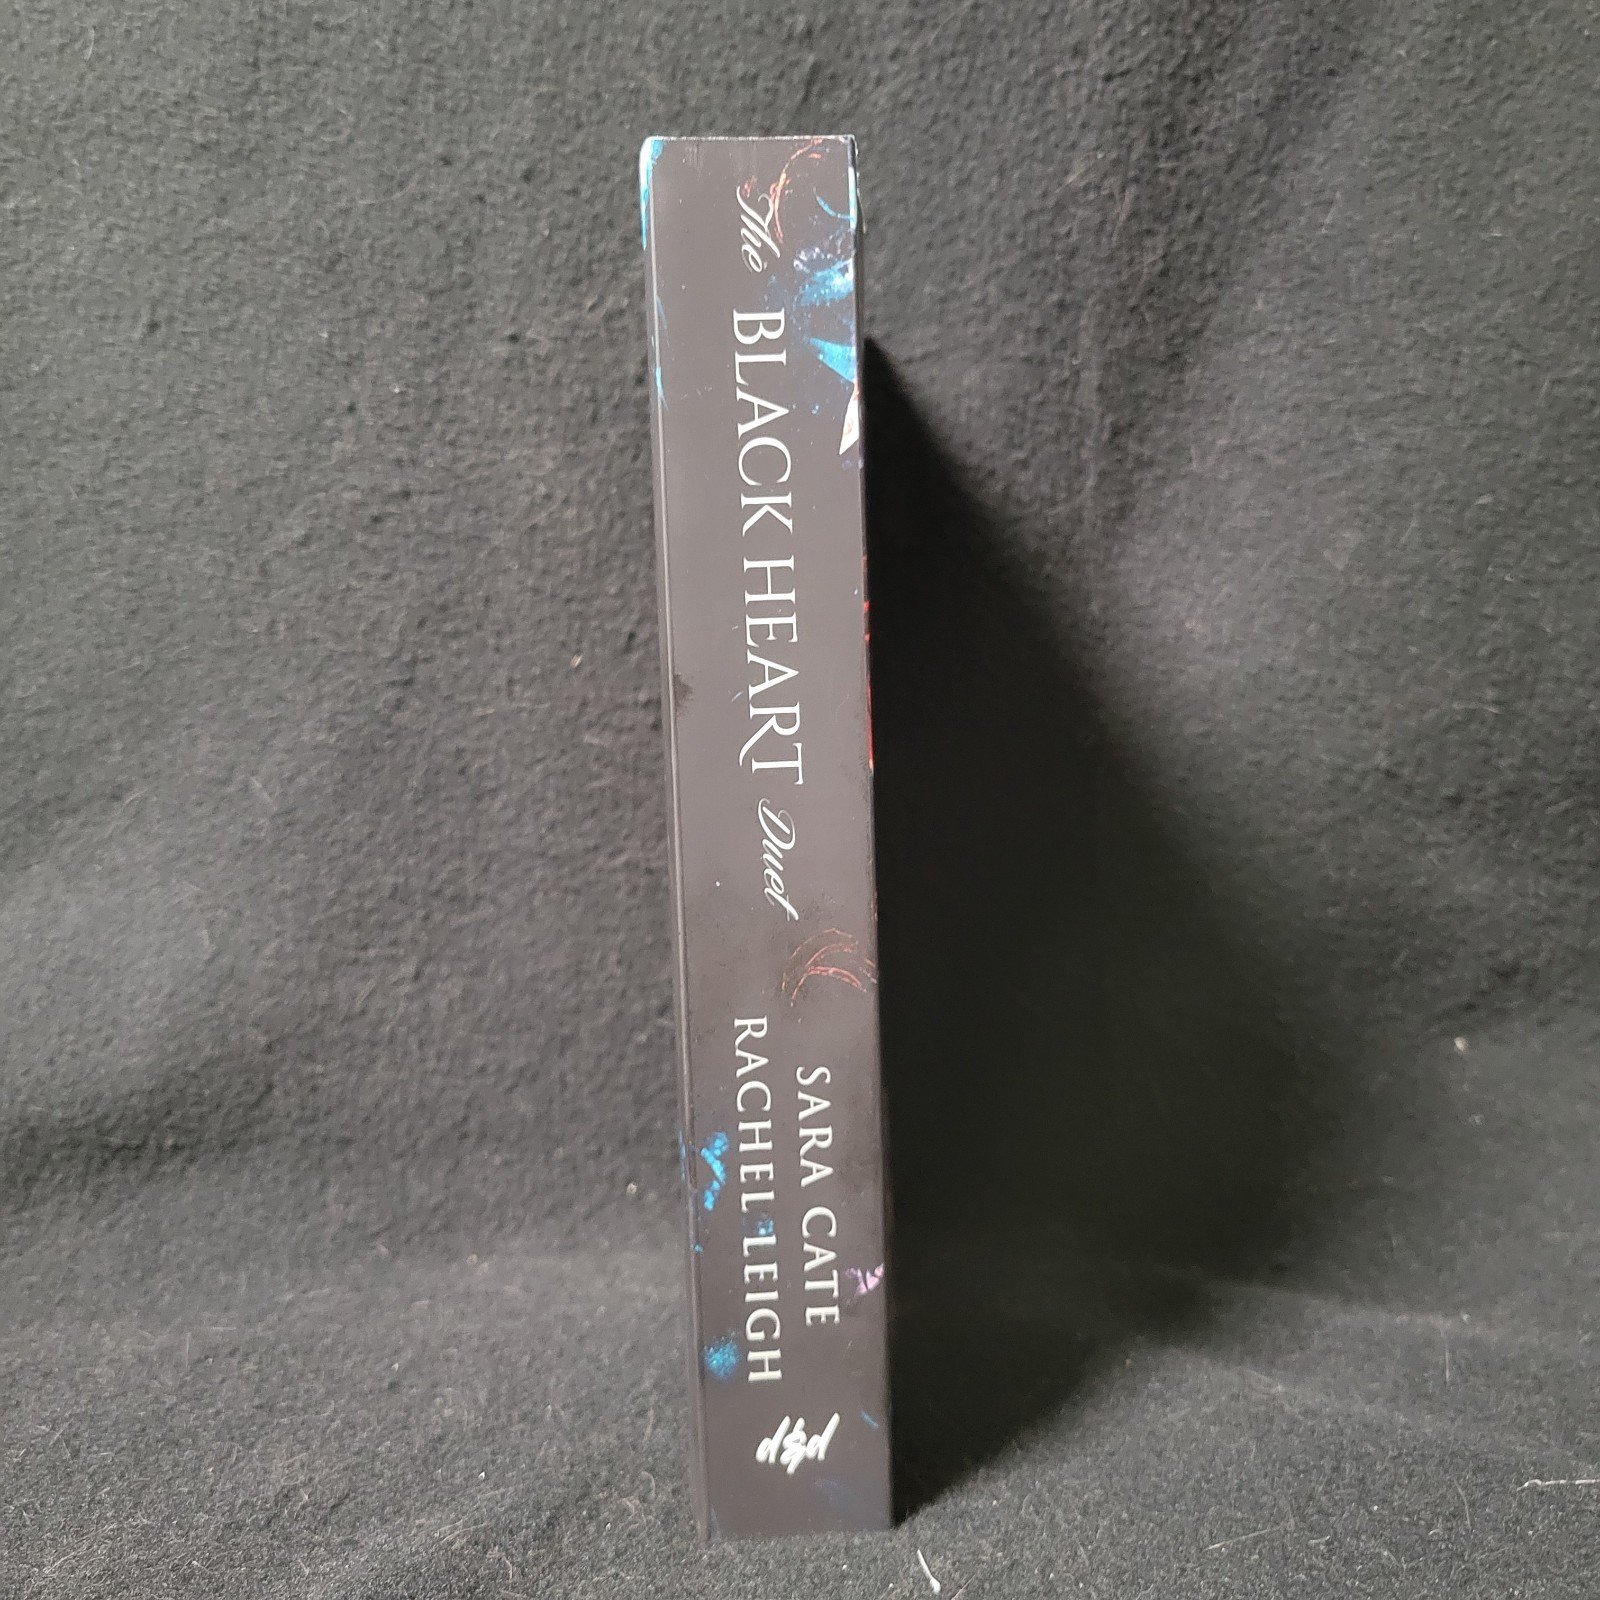 The BLACK HEART Duet
SARA CATE
RACHEL LEIGH
p&p